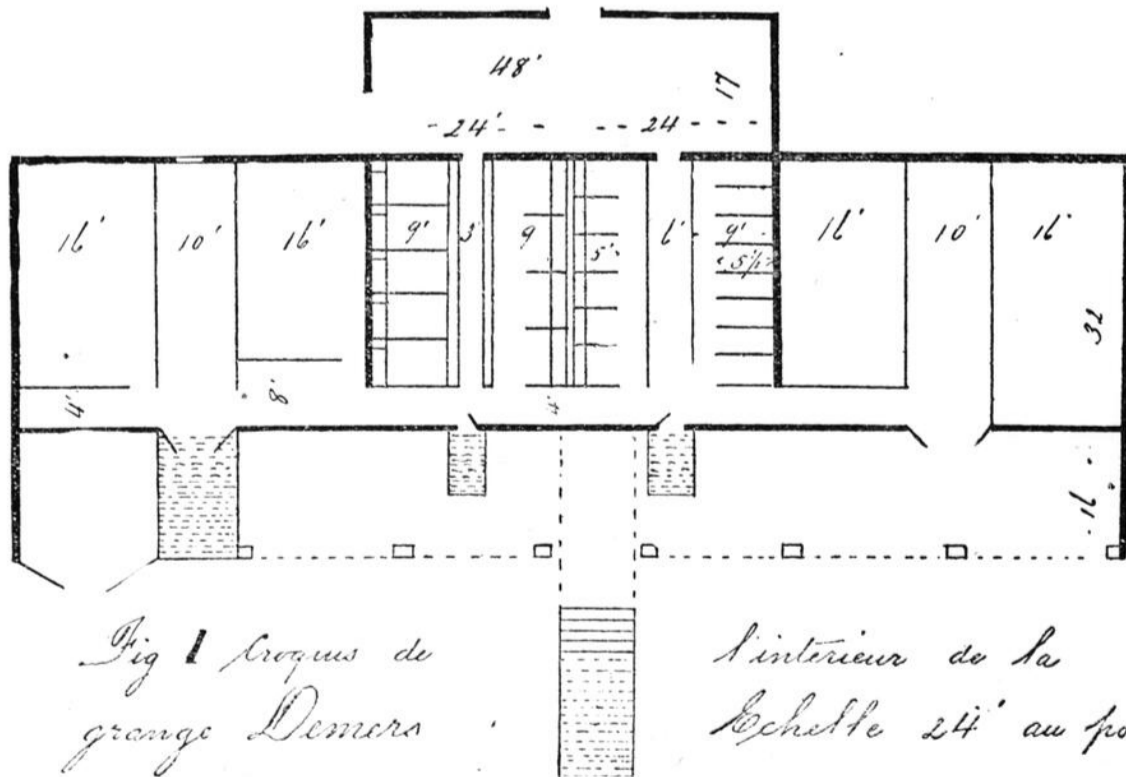 48'
17
24' 24
16' 10' 16' 9' 3' 9 5' 6' 9' 16' 10' 16'
5½
32
4' 8' 4'
16
Fig 1 Croquis de l'interieur de la
grange Demers Echelle 24' au po